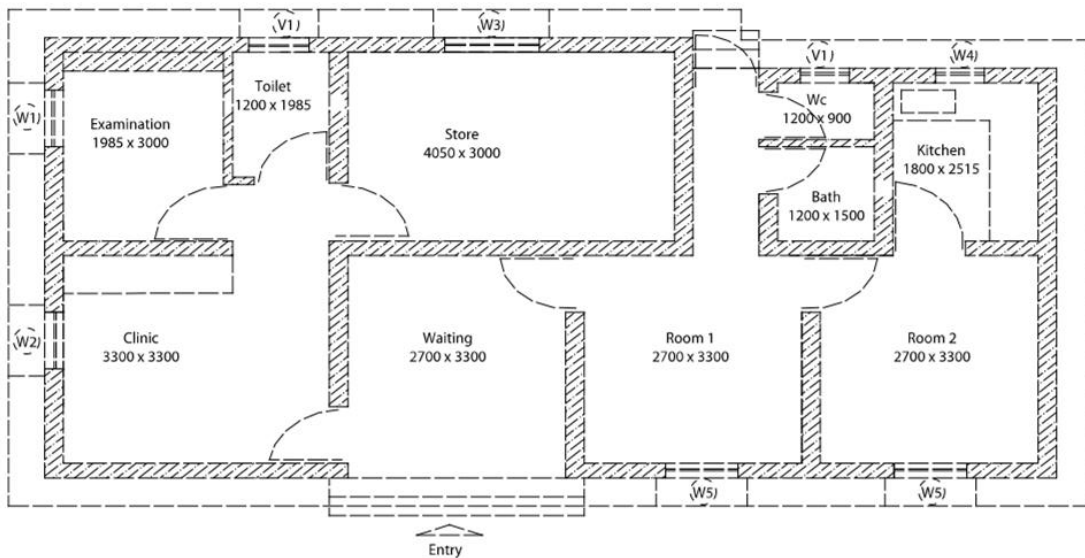 V1
W3
V1
W4
Toilet
1200 x 1985
Wc
1200 x 900
W1
Examination
1985 x 3000
Store
4050 x 3000
Kitchen
1800 x 2515
Bath
1200 x 1500
W2
Clinic
3300 x 3300
Waiting
2700 x 3300
Room 1
2700 x 3300
Room 2
2700 x 3300
W5
W5
Entry